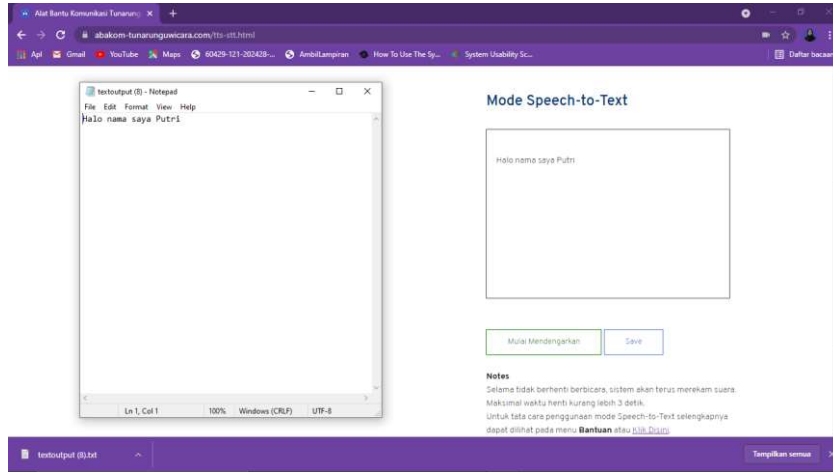 Alat Bantu Komunikasi Tunarung
abakom-tunarunguwicara.com/tts-stt.html
Apl Gmail YouTube Maps 60429-121-202428-... AmbilLampiran How To Use The Sy... System Usability Sc... Daftar bacaan
textoutput (8) - Notepad
File Edit Format View Help
Halo nama saya Putri
Ln 1, Col 1 100% Windows (CRLF) UTF-8
Mode Speech-to-Text
Halo nama saya Putri
Mulai Mendengarkan Save
Notes
Selama tidak berhenti berbicara, sistem akan terus merekam suara.
Maksimal waktu henti kurang lebih 3 detik.
Untuk tata cara penggunaan mode Speech-to-Text selengkapnya
dapat dilihat pada menu Bantuan atau Klik Disini
textoutput (8).txt Tampilkan semua